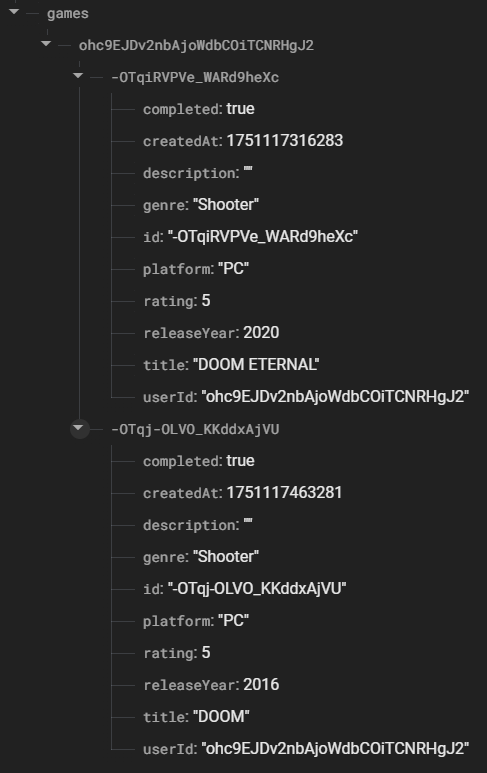 games
ohc9EJDv2nbAjoWdbCOiTCNRHgJ2
-OTqiRVPVe_WARd9heXc
completed: true
createdAt: 1751117316283
description: ""
genre: "Shooter"
id: "-OTqiRVPVe_WARd9heXc"
platform: "PC"
rating: 5
releaseYear: 2020
title: "DOOM ETERNAL"
userId: "ohc9EJDv2nbAjoWdbCOiTCNRHgJ2"
-OTqj-OLVO_KKddxAjVU
completed: true
createdAt: 1751117463281
description: ""
genre: "Shooter"
id: "-OTqj-OLVO_KKddxAjVU"
platform: "PC"
rating: 5
releaseYear: 2016
title: "DOOM"
userId: "ohc9EJDv2nbAjoWdbCOiTCNRHgJ2"